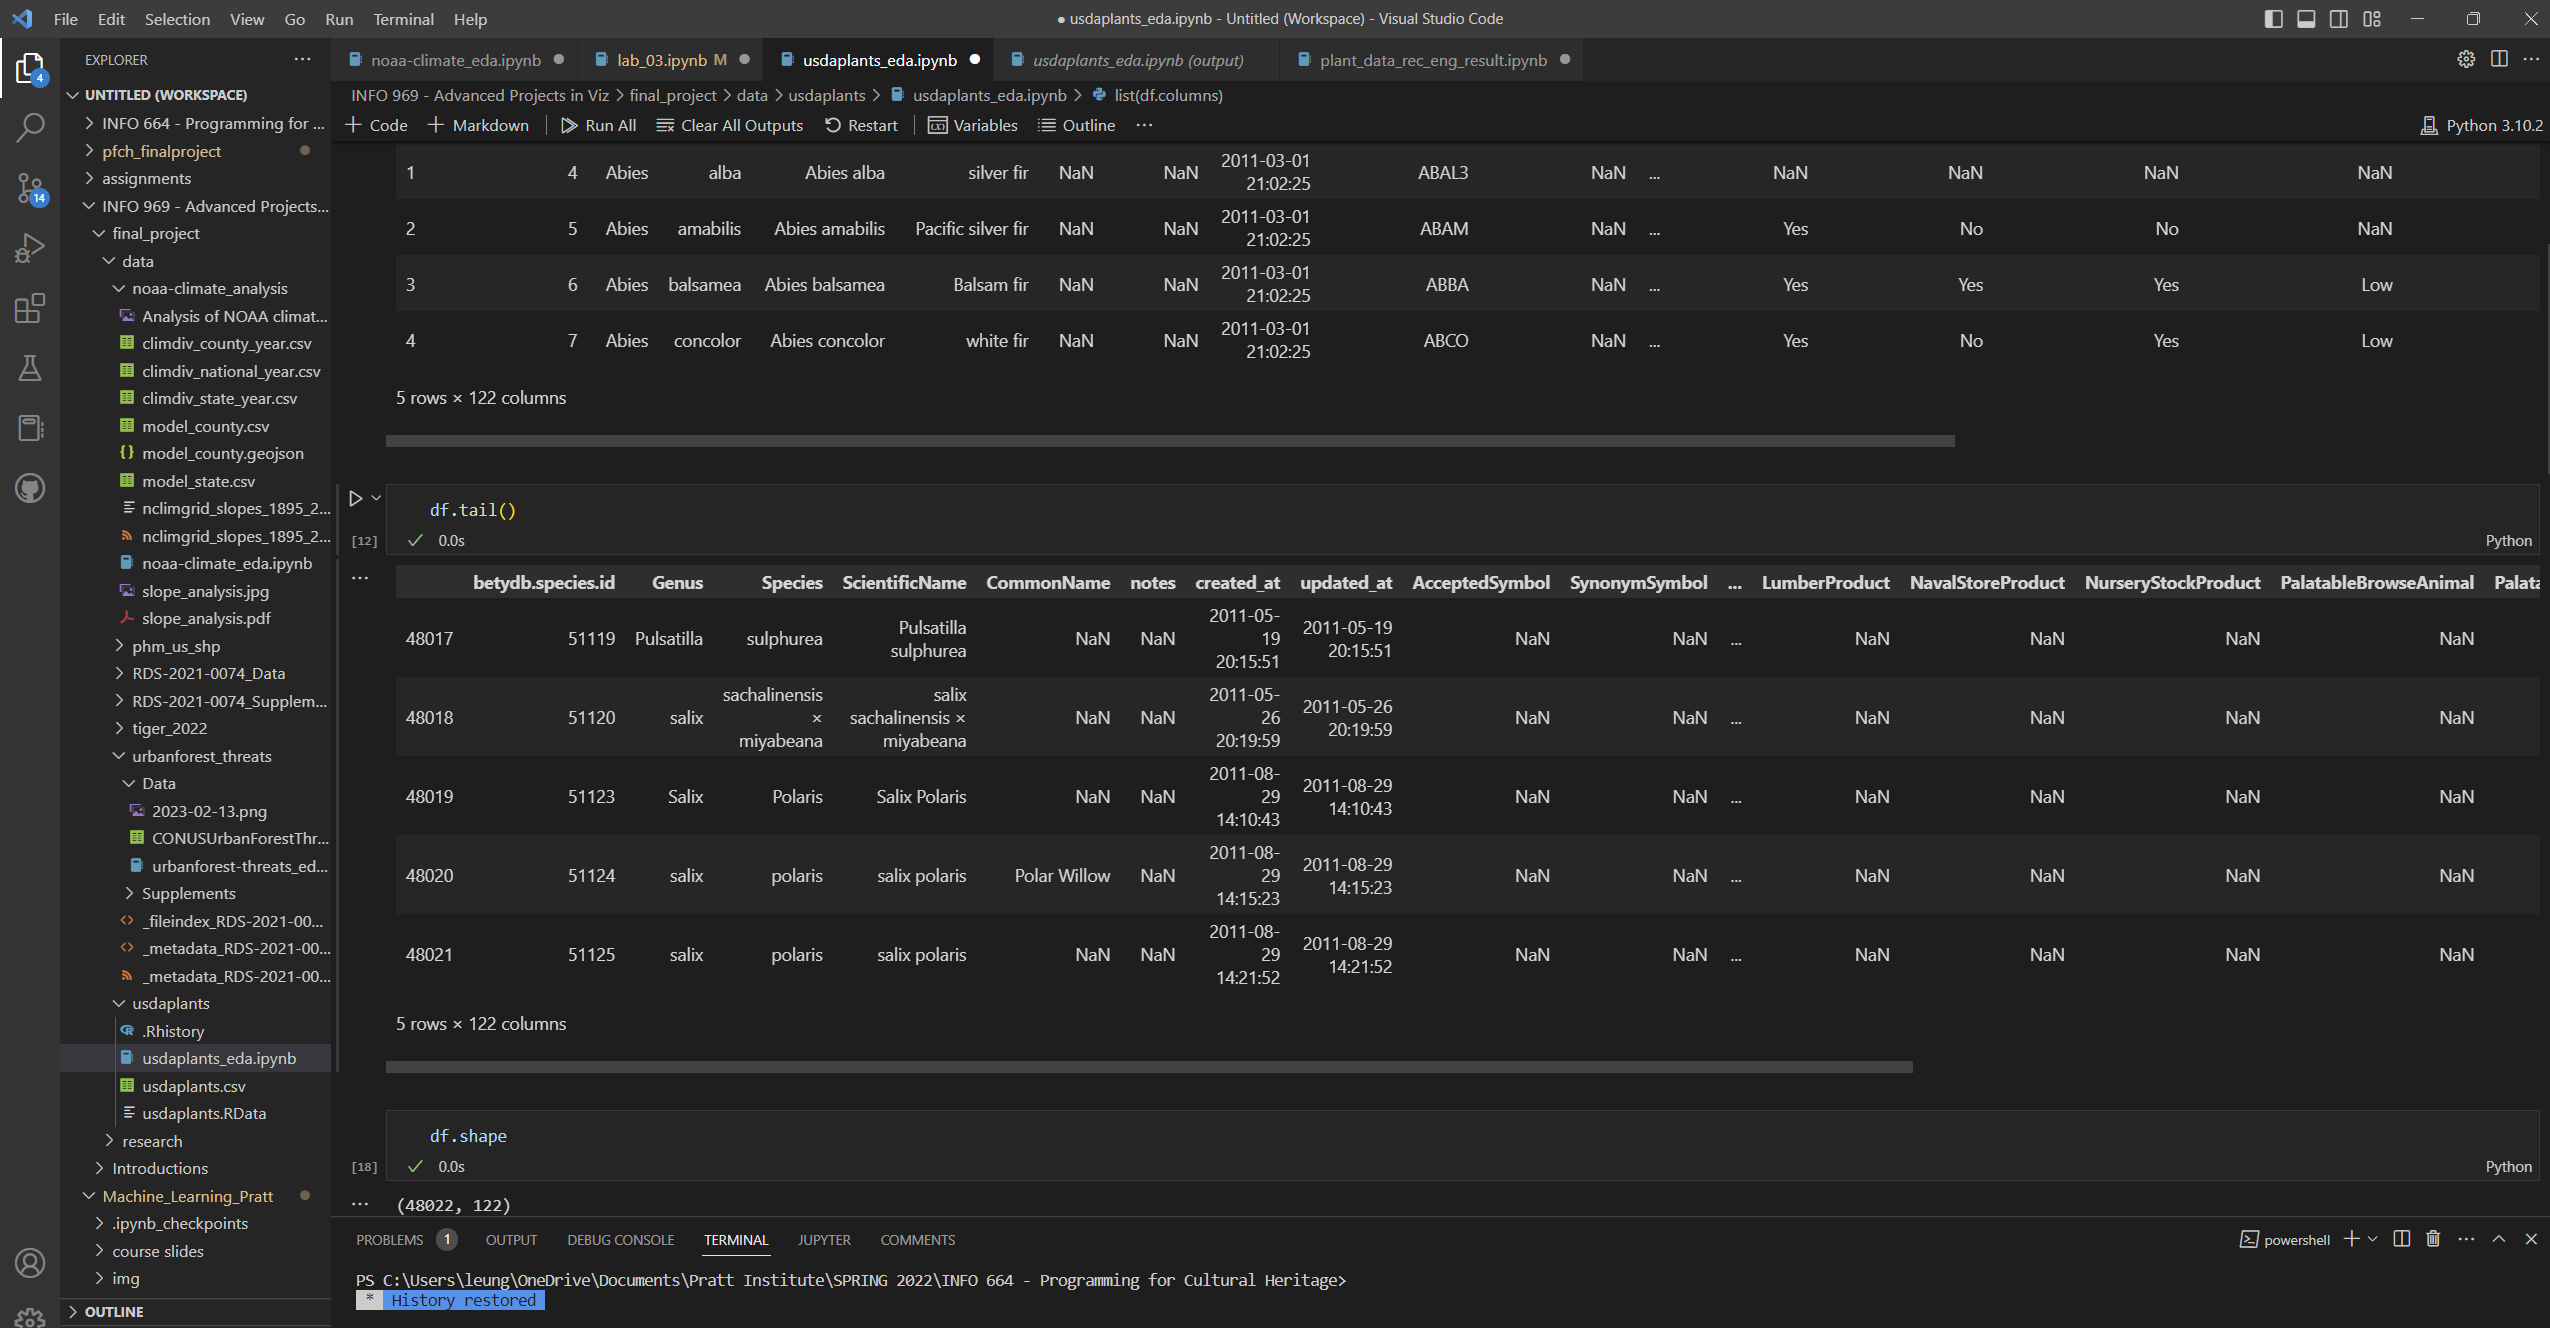 File Edit Selection View Go Run Terminal Help
● usdaplants_eda.ipynb - Untitled (Workspace) - Visual Studio Code
EXPLORER ...
noaa-climate_eda.ipynb ● lab_03.ipynb M ● usdaplants_eda.ipynb ● usdaplants_eda.ipynb (output) plant_data_rec_eng_result.ipynb ●
INFO 969 - Advanced Projects in Viz > final_project > data > usdaplants > usdaplants_eda.ipynb > list(df.columns)
+ Code + Markdown Run All Clear All Outputs Restart Variables Outline ... Python 3.10.2
4
14
UNTITLED (WORKSPACE)
INFO 664 - Programming for ...
pfch_finalproject
assignments
INFO 969 - Advanced Projects...
final_project
data
noaa-climate_analysis
Analysis of NOAA climat...
climdiv_county_year.csv
climdiv_national_year.csv
climdiv_state_year.csv
model_county.csv
model_county.geojson
model_state.csv
nclimgrid_slopes_1895_2...
nclimgrid_slopes_1895_2...
noaa-climate_eda.ipynb
slope_analysis.jpg
slope_analysis.pdf
phm_us_shp
RDS-2021-0074_Data
RDS-2021-0074_Supplem...
tiger_2022
urbanforest_threats
Data
2023-02-13.png
CONUSUrbanForestThr...
urbanforest-threats_ed...
Supplements
_fileindex_RDS-2021-00...
_metadata_RDS-2021-00...
_metadata_RDS-2021-00...
usdaplants
.Rhistory
usdaplants_eda.ipynb
usdaplants.csv
usdaplants.RData
research
Introductions
Machine_Learning_Pratt
.ipynb_checkpoints
course slides
img
OUTLINE
1 4 Abies alba Abies alba silver fir NaN NaN 2011-03-01 21:02:25 ABAL3 NaN ... NaN NaN NaN NaN
2 5 Abies amabilis Abies amabilis Pacific silver fir NaN NaN 2011-03-01 21:02:25 ABAM NaN ... Yes No No NaN
3 6 Abies balsamea Abies balsamea Balsam fir NaN NaN 2011-03-01 21:02:25 ABBA NaN ... Yes Yes Yes Low
4 7 Abies concolor Abies concolor white fir NaN NaN 2011-03-01 21:02:25 ABCO NaN ... Yes No Yes Low
5 rows × 122 columns
df.tail()
[12] ✓ 0.0s Python
betydb.species.id Genus Species ScientificName CommonName notes created_at updated_at AcceptedSymbol SynonymSymbol ... LumberProduct NavalStoreProduct NurseryStockProduct PalatableBrowseAnimal Palata
48017 51119 Pulsatilla sulphurea Pulsatilla sulphurea NaN NaN 2011-05-19 20:15:51 2011-05-19 20:15:51 NaN NaN ... NaN NaN NaN NaN
48018 51120 salix sachalinensis × miyabeana salix sachalinensis × miyabeana NaN NaN 2011-05-26 20:19:59 2011-05-26 20:19:59 NaN NaN ... NaN NaN NaN NaN
48019 51123 Salix Polaris Salix Polaris NaN NaN 2011-08-29 14:10:43 2011-08-29 14:10:43 NaN NaN ... NaN NaN NaN NaN
48020 51124 salix polaris salix polaris Polar Willow NaN 2011-08-29 14:15:23 2011-08-29 14:15:23 NaN NaN ... NaN NaN NaN NaN
48021 51125 salix polaris salix polaris NaN NaN 2011-08-29 14:21:52 2011-08-29 14:21:52 NaN NaN ... NaN NaN NaN NaN
5 rows × 122 columns
df.shape
[18] ✓ 0.0s Python
... (48022, 122)
PROBLEMS 1 OUTPUT DEBUG CONSOLE TERMINAL JUPYTER COMMENTS powershell
PS C:\Users\leung\OneDrive\Documents\Pratt Institute\SPRING 2022\INFO 664 - Programming for Cultural Heritage>
* History restored